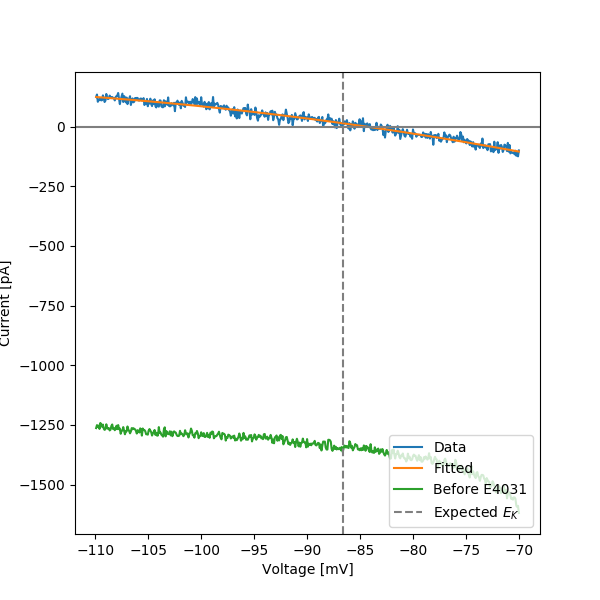 0
−250
−500
−750
−1000
−1250
−1500
Current [pA]
−110 −105 −100 −95 −90 −85 −80 −75 −70
Voltage [mV]
Data
Fitted
Before E4031
Expected E_K